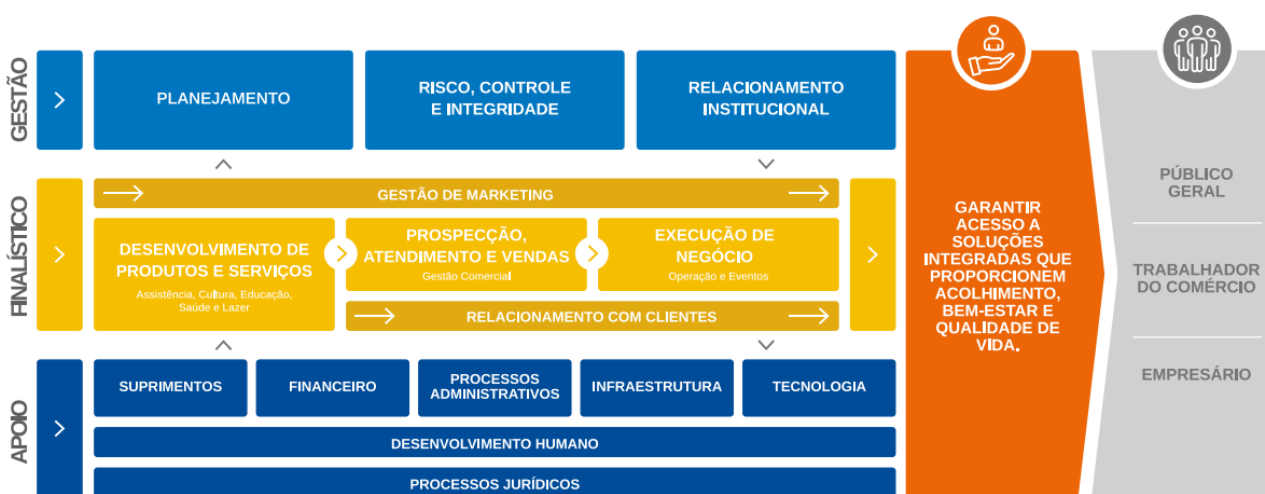 GESTÃO
PLANEJAMENTO
RISCO, CONTROLE
E INTEGRIDADE
RELACIONAMENTO
INSTITUCIONAL
FINALÍSTICO
GESTÃO DE MARKETING
DESENVOLVIMENTO DE
PRODUTOS E SERVIÇOS
Assistência, Cultura, Educação,
Saúde e Lazer
PROSPECÇÃO,
ATENDIMENTO E VENDAS
Gestão Comercial
EXECUÇÃO DE
NEGÓCIO
Operação e Eventos
RELACIONAMENTO COM CLIENTES
APOIO
SUPRIMENTOS
FINANCEIRO
PROCESSOS
ADMINISTRATIVOS
INFRAESTRUTURA
TECNOLOGIA
DESENVOLVIMENTO HUMANO
PROCESSOS JURÍDICOS
GARANTIR
ACESSO A
SOLUÇÕES
INTEGRADAS QUE
PROPORCIONEM
ACOLHIMENTO,
BEM-ESTAR E
QUALIDADE DE
VIDA.
PÚBLICO
GERAL
TRABALHADOR
DO COMÉRCIO
EMPRESÁRIO